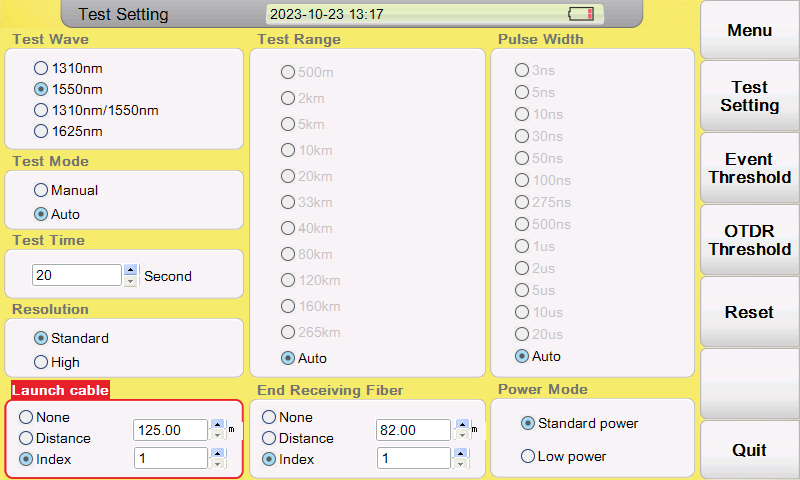 Test Setting
2023-10-23 13:17
Test Wave
1310nm
1550nm
1310nm/1550nm
1625nm
Test Mode
Manual
Auto
Test Time
20
Second
Resolution
Standard
High
Launch cable
None
Distance
125.00
m
Index
1
Test Range
500m
2km
5km
10km
20km
33km
40km
80km
120km
160km
265km
Auto
End Receiving Fiber
None
Distance
82.00
m
Index
1
Pulse Width
3ns
5ns
10ns
30ns
50ns
100ns
275ns
500ns
1us
2us
5us
10us
20us
Auto
Power Mode
Standard power
Low power
Menu
Test
Setting
Event
Threshold
OTDR
Threshold
Reset
Quit